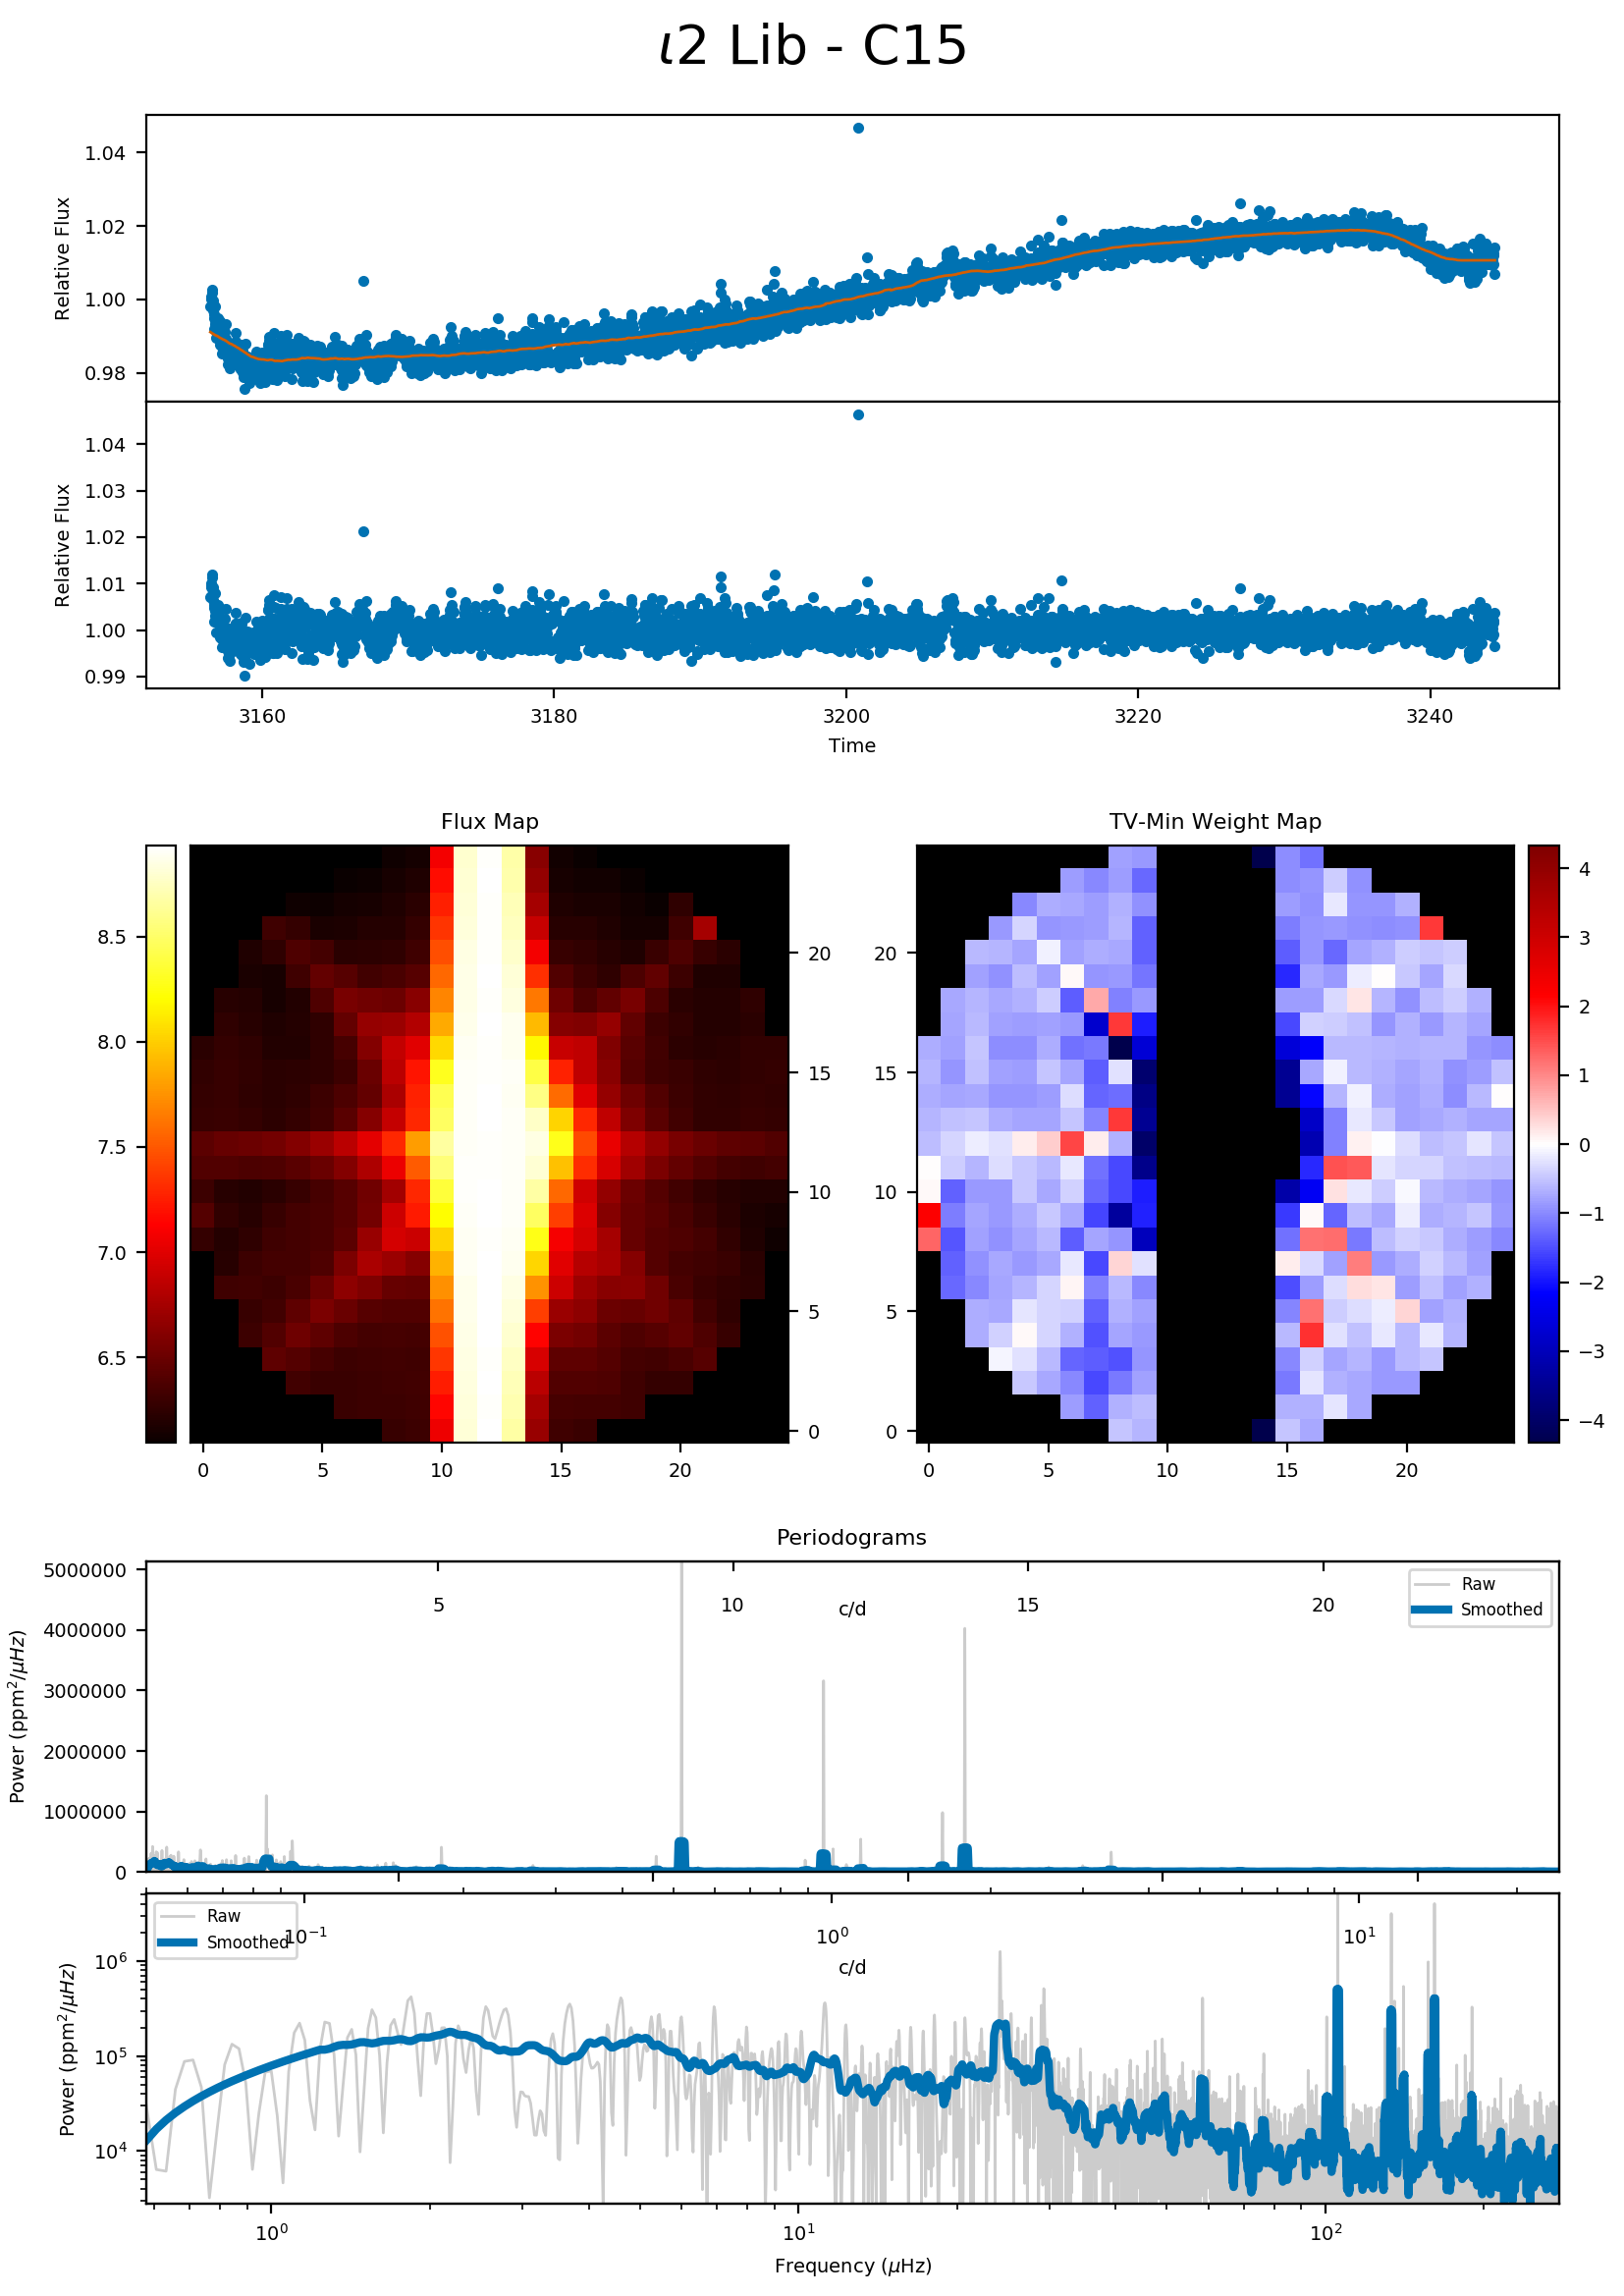 ι2 Lib - C15
Relative Flux
1.04
1.02
1.00
0.98
Relative Flux
1.04
1.03
1.02
1.01
1.00
0.99
3160 3180 3200 3220 3240
Time
Flux Map
8.5
8.0
7.5
7.0
6.5
20
15
10
5
0
0 5 10 15 20
TV-Min Weight Map
20
15
10
5
0
0 5 10 15 20
4
3
2
1
0
−1
−2
−3
−4
Periodograms
Power (ppm²/μHz)
5000000
4000000
3000000
2000000
1000000
0
5 10 15 20
c/d
Raw
Smoothed
Power (ppm²/μHz)
10⁶
10⁵
10⁴
Raw
Smoothed
10⁻¹ 10⁰ 10¹
c/d
10⁰ 10¹ 10²
Frequency (μHz)